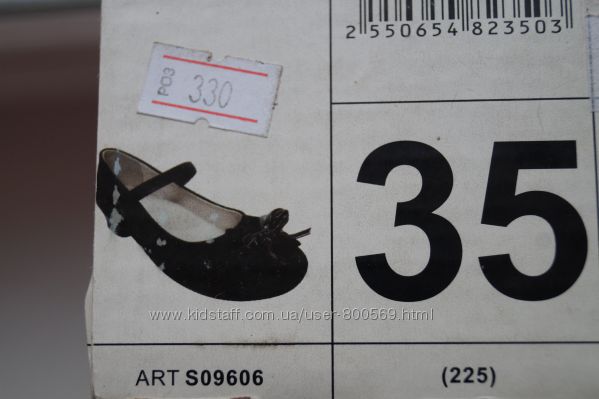 2 550654 823503
РОЗ 330
35
www.kidstaff.com.ua/user-800569.html
ART S09606
(225)